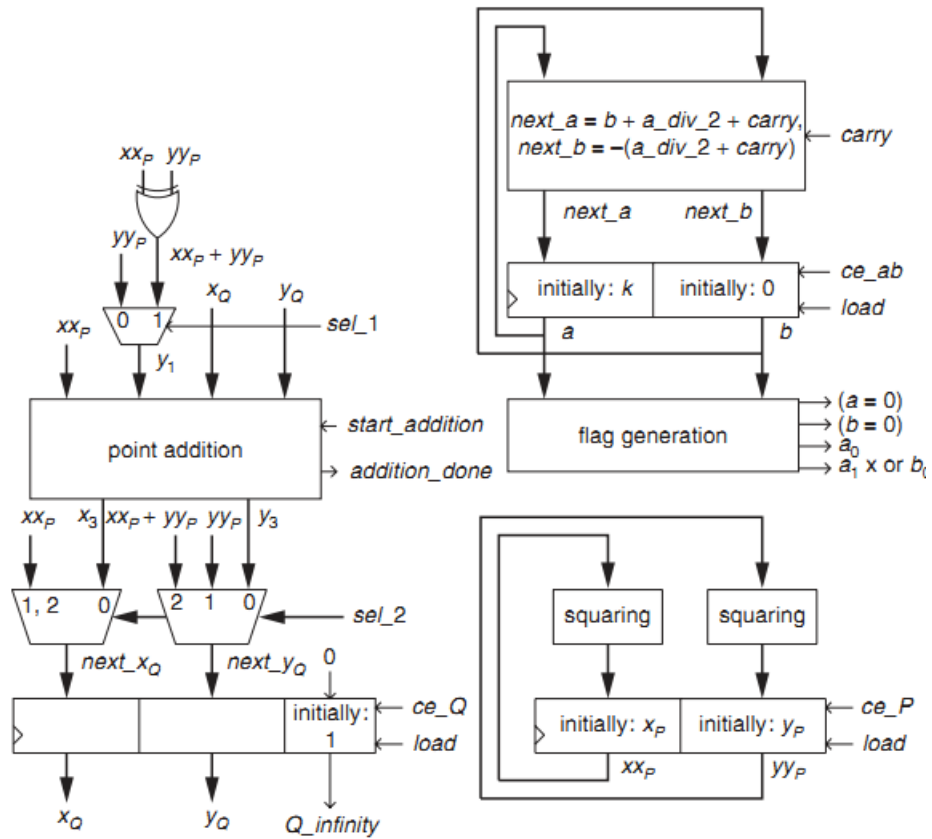 next_a = b + a_div_2 + carry,
next_b = −(a_div_2 + carry)
carry
next_a next_b
initially: k initially: 0
ce_ab
load
a b
flag generation
(a = 0)
(b = 0)
a0
a1 x or b0
xxP yyP
yyP
xxP + yyP
xQ yQ
xxP
0 1
sel_1
y1
point addition
start_addition
addition_done
xxP x3 xxP + yyP yyP y3
1, 2 0
2 1 0
sel_2
next_xQ next_yQ
0
initially:
1
ce_Q
load
xQ yQ Q_infinity
squaring squaring
initially: xP initially: yP
ce_P
load
xxP yyP